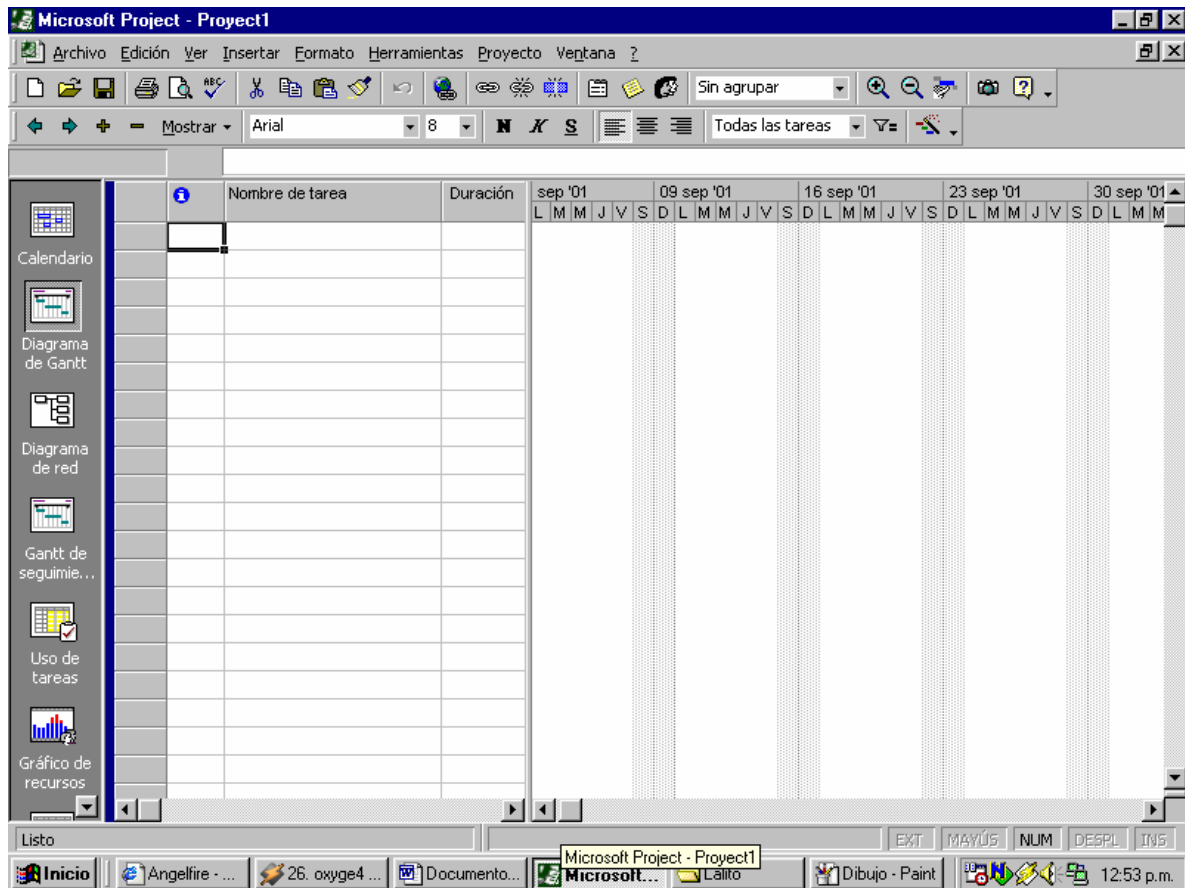 Microsoft Project - Proyect1
Archivo Edición Ver Insertar Formato Herramientas Proyecto Ventana ?
ABC Sin agrupar
Mostrar Arial 8 N K S Todas las tareas
Nombre de tarea Duración sep '01 09 sep '01 16 sep '01 23 sep '01 30 sep '01
L M M J V S D L M M J V S D L M M J V S D L M M J V S D L M M
Calendario
Diagrama
de Gantt
Diagrama
de red
Gantt de
seguimie...
Uso de
tareas
Gráfico de
recursos
Listo EXT MAYÚS NUM DESPL INS
Microsoft Project - Proyect1
Inicio Angelfire - ... 26. oxyge4 ... Documento... Microsoft... Lalito Dibujo - Paint 12:53 p.m.